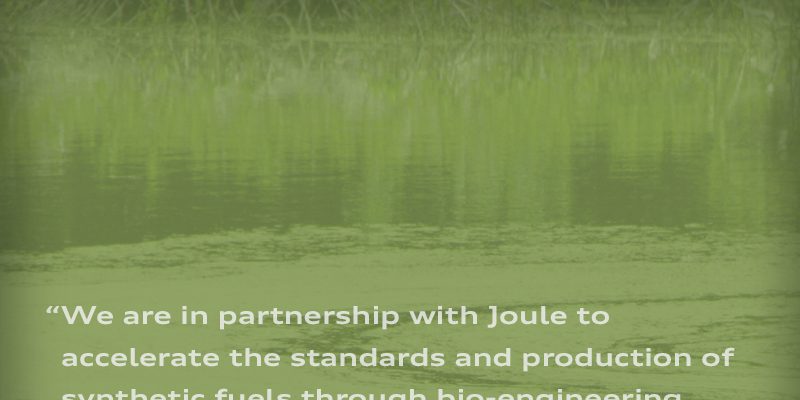 “We are in partnership with Joule to
accelerate the standards and production of
synthetic fuels through bio-engineering